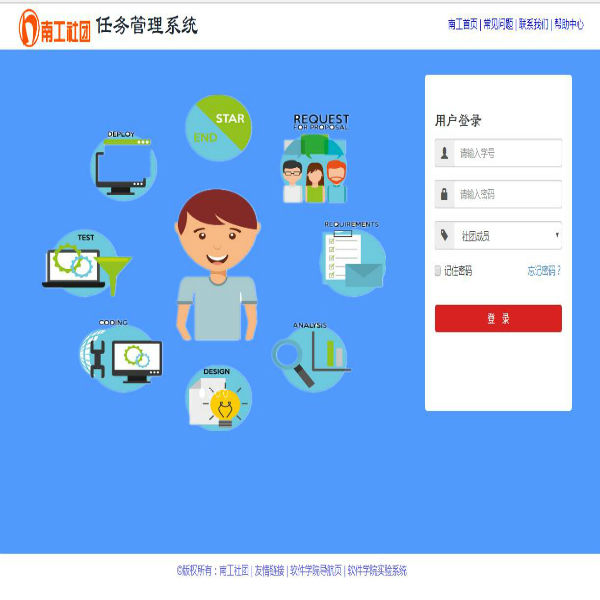 南工社团 任务管理系统
南工首页 | 常见问题 | 联系我们 | 帮助中心
DEPLOY
STAR
END
REQUEST
FOR PROPOSAL
TEST
REQUIREMENTS
CODING
ANALYSIS
DESIGN
用户登录
请输入学号
请输入密码
社团成员
记住密码 忘记密码？
登 录
©版权所有：南工社团 | 友情链接 | 软件学院导航页 | 软件学院实验系统